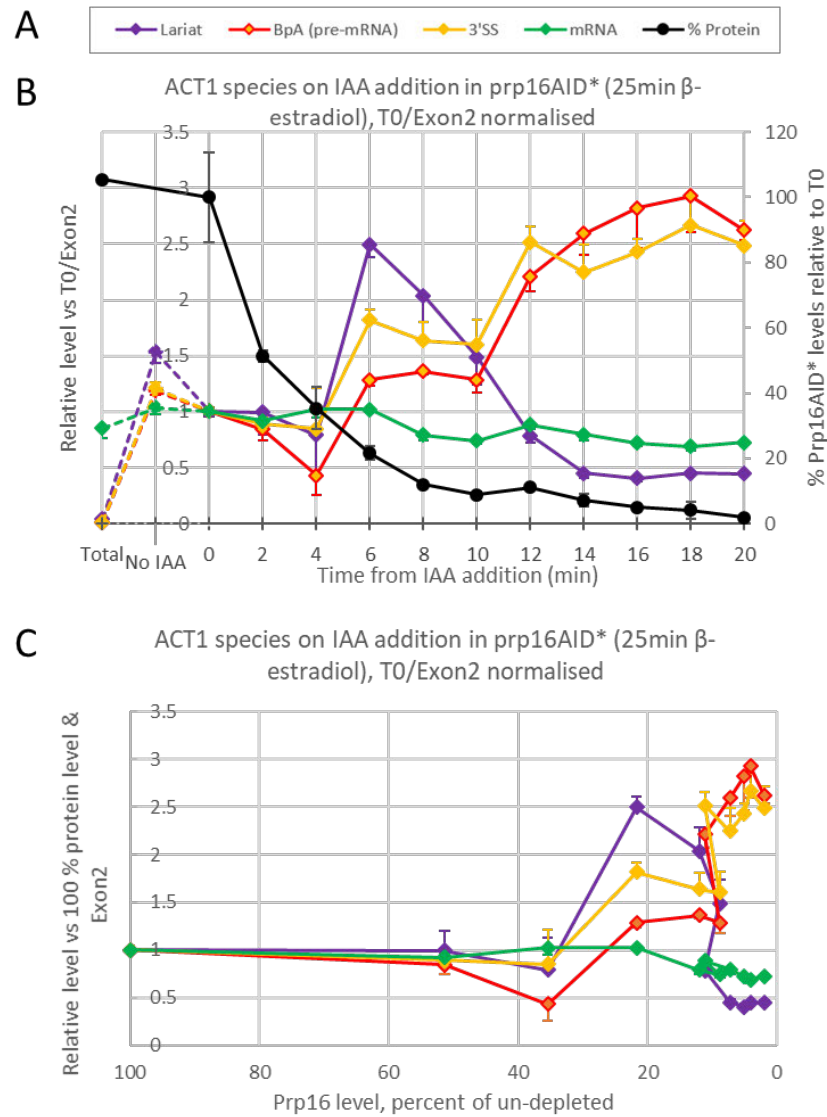 A
Lariat BpA (pre-mRNA) 3'SS mRNA % Protein
B
ACT1 species on IAA addition in prp16AID* (25min β-
estradiol), T0/Exon2 normalised
Relative level vs T0/Exon2
3.5
3
2.5
2
1.5
1
0.5
0
120
100
80
60
40
20
0
% Prp16AID* levels relative to T0
Total No IAA 0 2 4 6 8 10 12 14 16 18 20
Time from IAA addition (min)
C
ACT1 species on IAA addition in prp16AID* (25min β-
estradiol), T0/Exon2 normalised
Relative level vs 100 % protein level &
Exon2
3.5
3
2.5
2
1.5
1
0.5
0
100 80 60 40 20 0
Prp16 level, percent of un-depleted